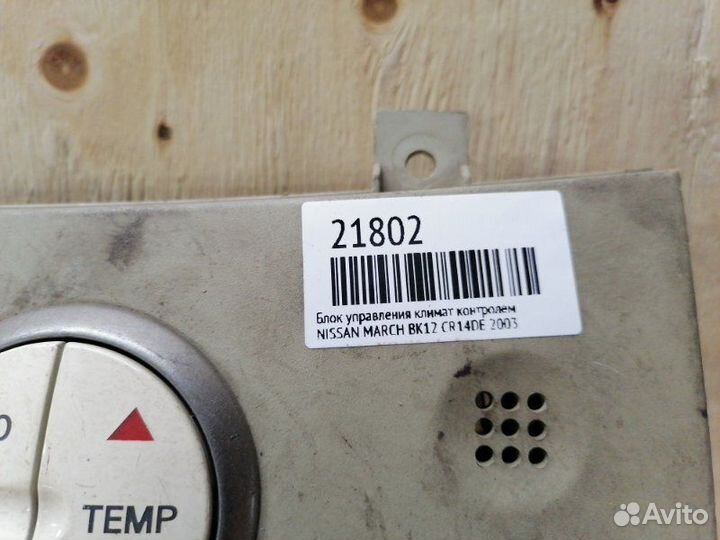 21802
Блок управления климат контролем
NISSAN MARCH BK12 CR14DE 2003
TEMP
Avito